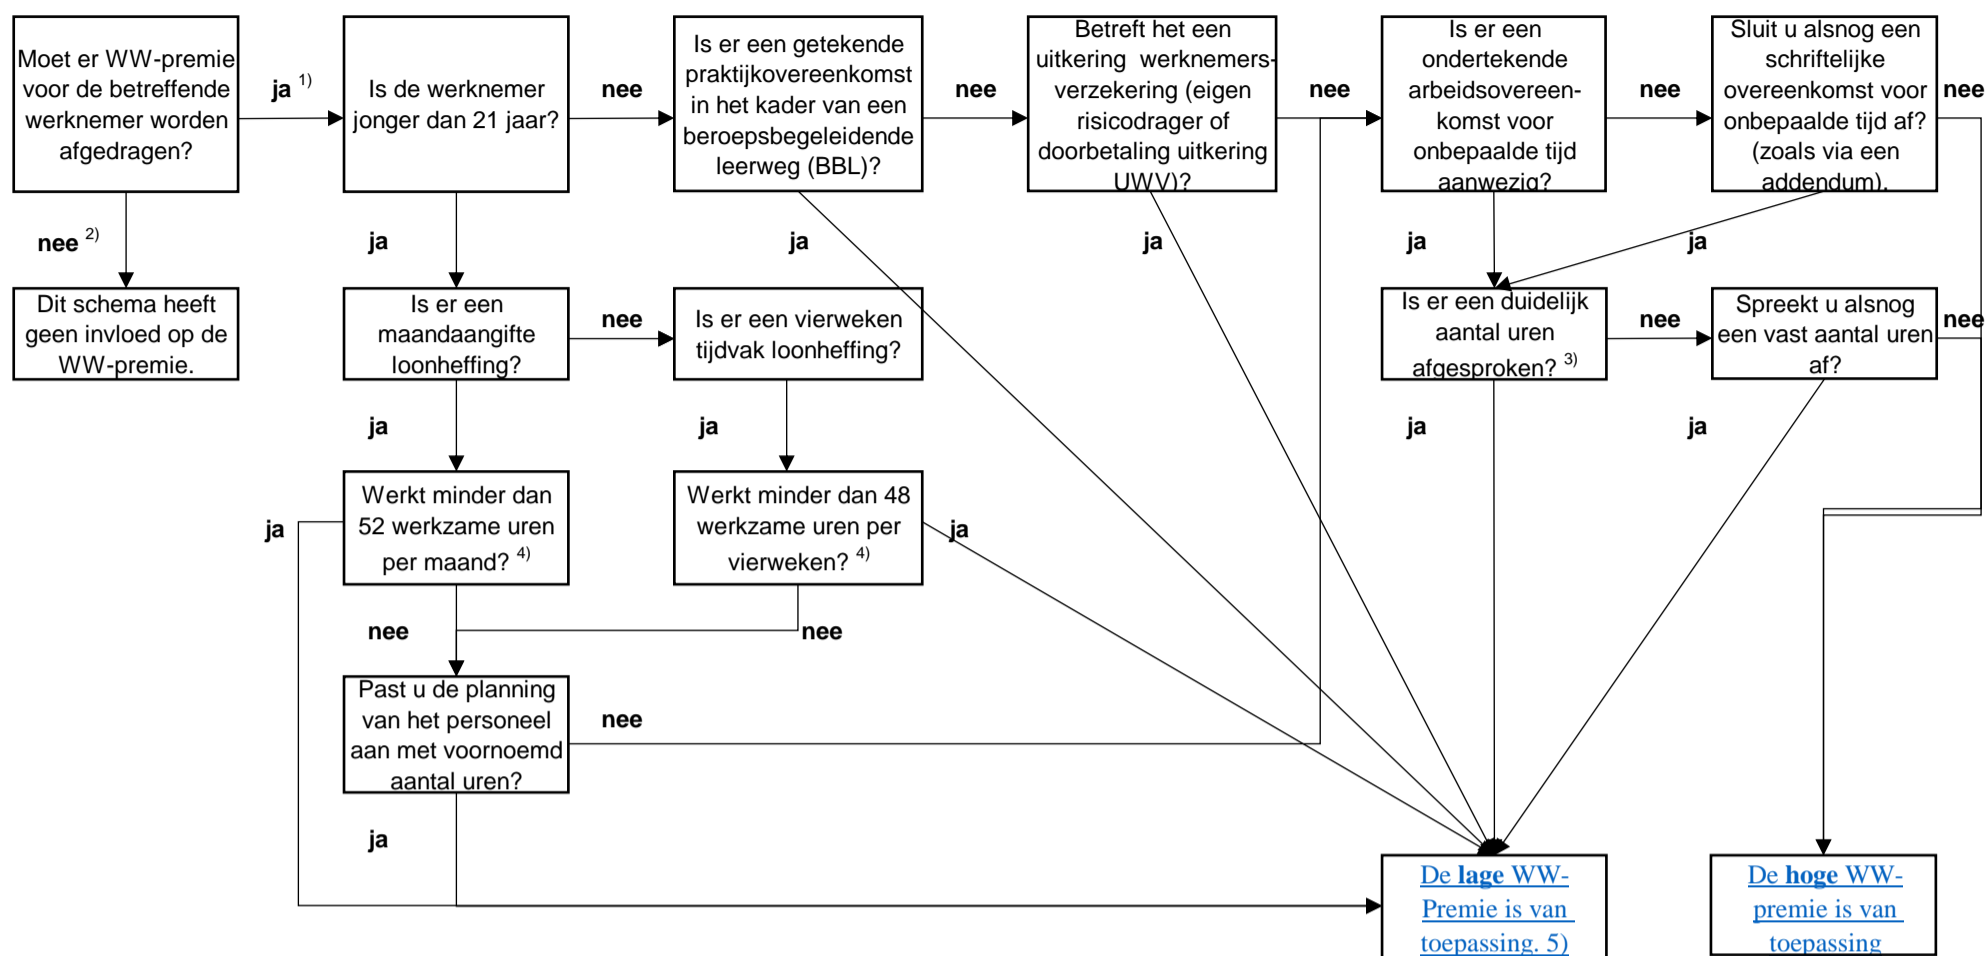 Moet er WW-premie
voor de betreffende
werknemer worden
afgedragen?
ja 1)
Is de werknemer
jonger dan 21 jaar?
nee
Is er een getekende
praktijkovereenkomst
in het kader van een
beroepsbegeleidende
leerweg (BBL)?
nee
Betreft het een
uitkering werknemers-
verzekering (eigen
risicodrager of
doorbetaling uitkering
UWV)?
nee
Is er een
ondertekende
arbeidsovereen-
komst voor
onbepaalde tijd
aanwezig?
nee
Sluit u alsnog een
schriftelijke
overeenkomst voor
onbepaalde tijd af?
(zoals via een
addendum).
nee
nee 2)
ja
ja
ja
ja
ja
Dit schema heeft
geen invloed op de
WW-premie.
Is er een
maandaangifte
loonheffing?
nee
Is er een vierweken
tijdvak loonheffing?
Is er een duidelijk
aantal uren
afgesproken? 3)
nee
Spreekt u alsnog
een vast aantal uren
af?
nee
ja
ja
ja
ja
ja
Werkt minder dan
52 werkzame uren
per maand? 4)
Werkt minder dan 48
werkzame uren per
vierweken? 4)
ja
nee
nee
Past u de planning
van het personeel
aan met voornoemd
aantal uren?
nee
ja
De lage WW-
Premie is van
toepassing. 5)
De hoge WW-
premie is van
toepassing